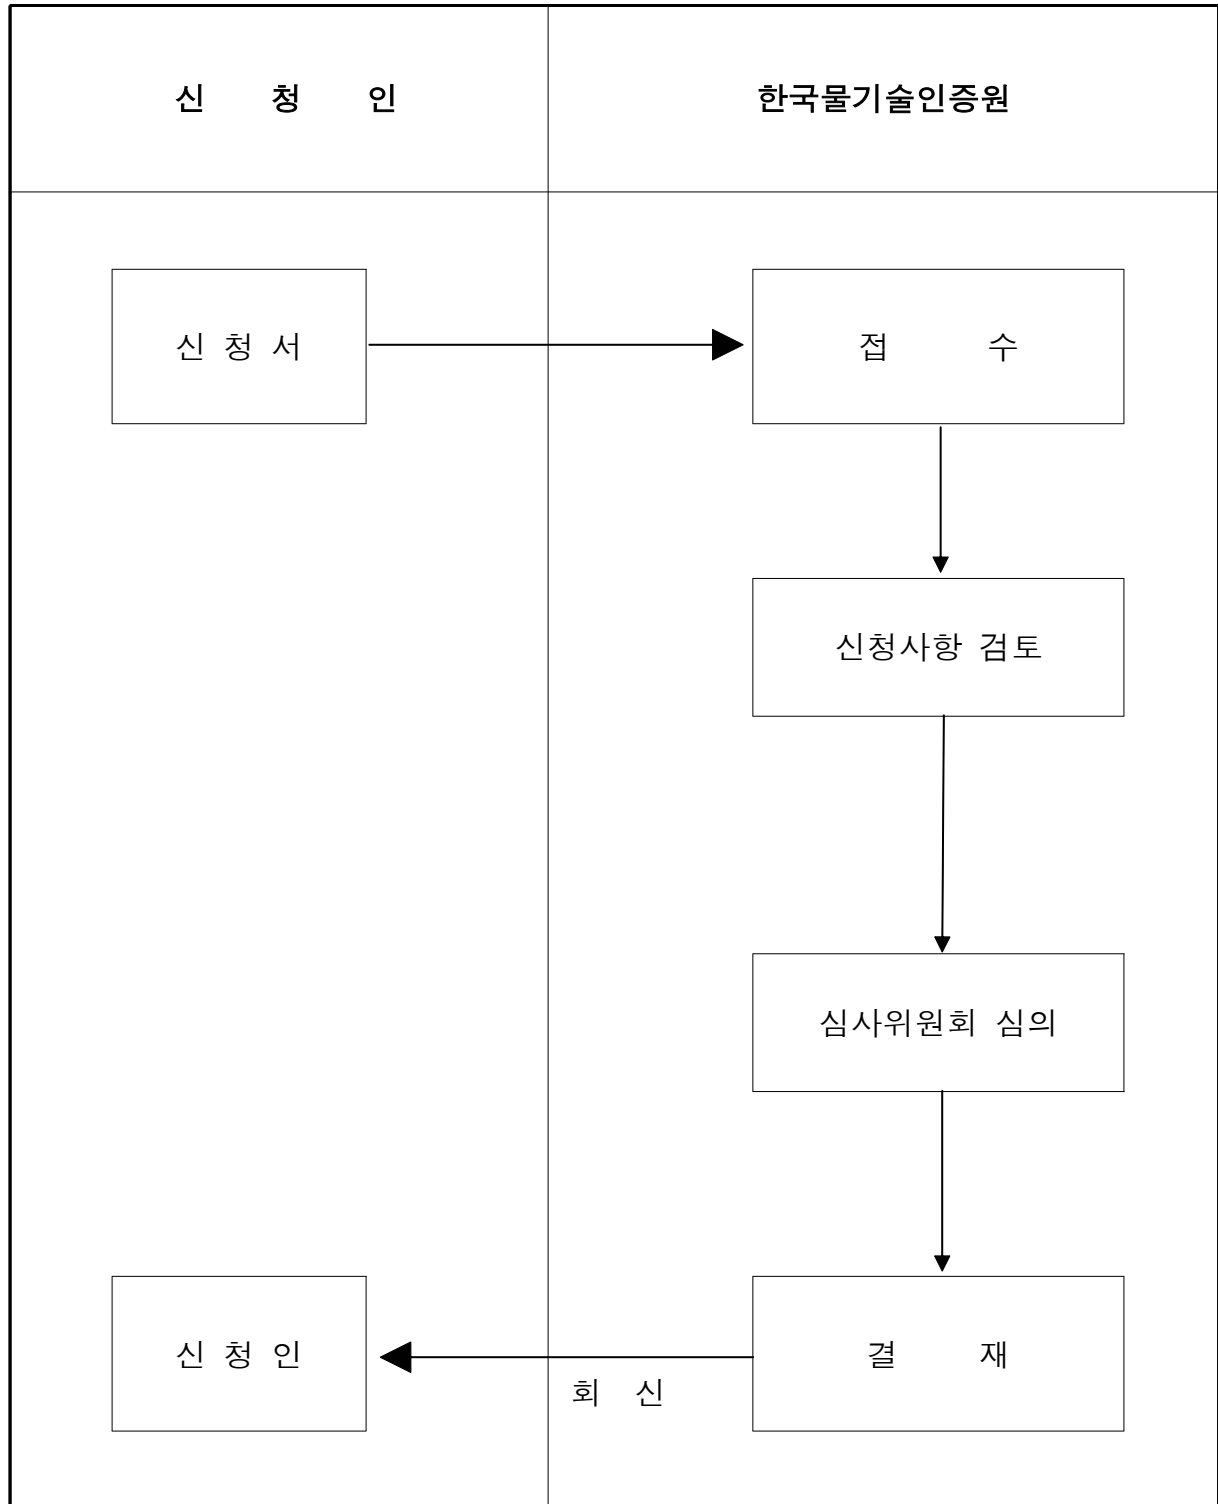 신 청 인
한국물기술인증원
신 청 서
접 수
신청사항 검토
심사위원회 심의
신 청 인
결 재
회 신